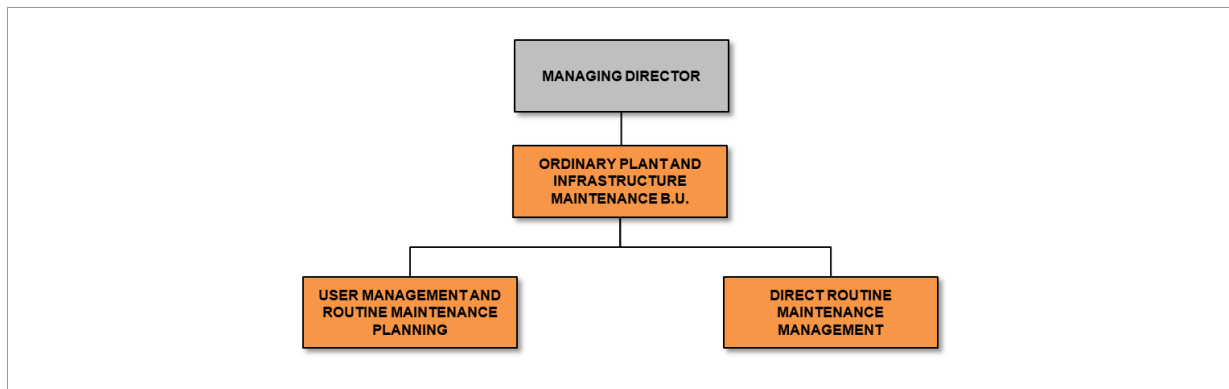 MANAGING DIRECTOR
ORDINARY PLANT AND
INFRASTRUCTURE
MAINTENANCE B.U.
USER MANAGEMENT AND
ROUTINE MAINTENANCE
PLANNING
DIRECT ROUTINE
MAINTENANCE
MANAGEMENT